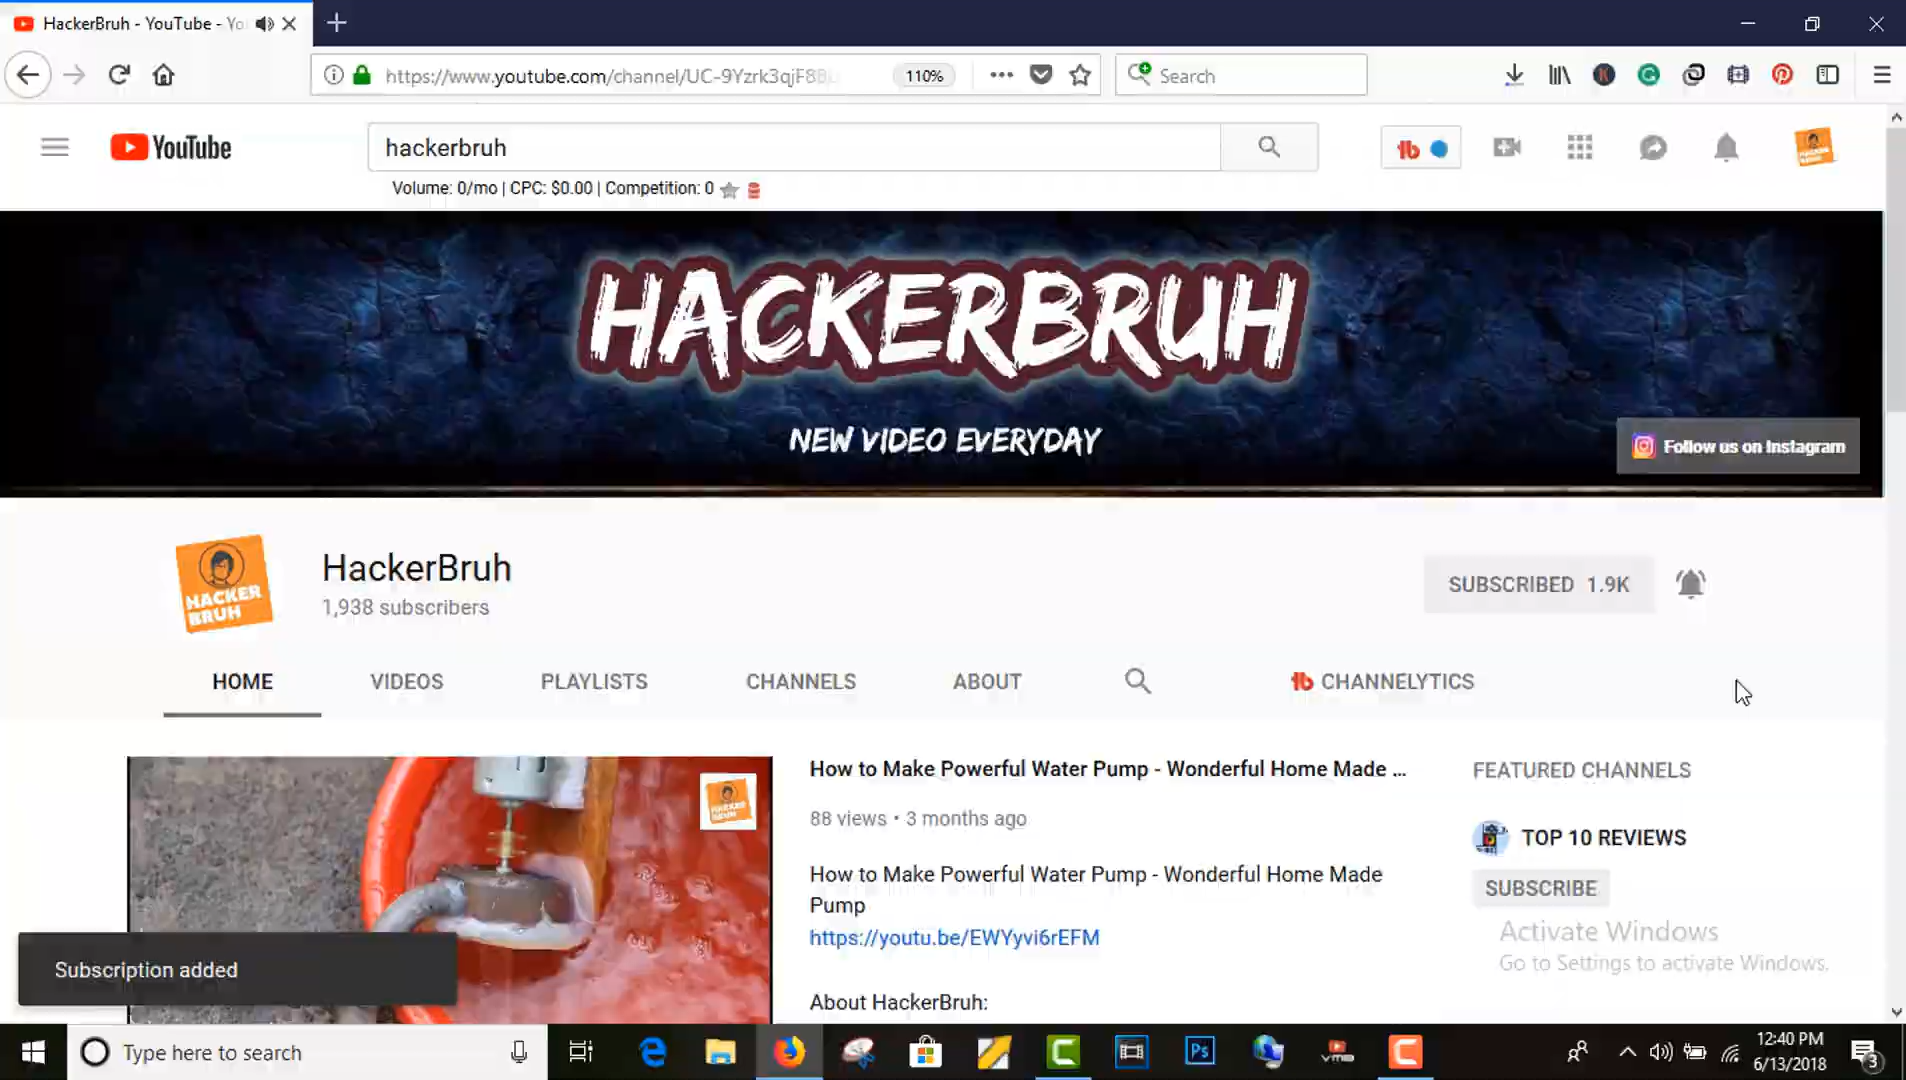 HackerBruh - YouTube - Yo
https://www.youtube.com/channel/UC-9Yzrk3qjF8B
110%
Search
YouTube
hackerbruh
Volume: 0/mo | CPC: $0.00 | Competition: 0
HACKERBRUH
NEW VIDEO EVERYDAY
Follow us on Instagram
HACKER
BRUH
HackerBruh
1,938 subscribers
SUBSCRIBED 1.9K
HOME
VIDEOS
PLAYLISTS
CHANNELS
ABOUT
CHANNELYTICS
How to Make Powerful Water Pump - Wonderful Home Made ...
88 views • 3 months ago
How to Make Powerful Water Pump - Wonderful Home Made
Pump
https://youtu.be/EWYyvi6rEFM
About HackerBruh:
FEATURED CHANNELS
TOP 10 REVIEWS
SUBSCRIBE
Activate Windows
Go to Settings to activate Windows.
Subscription added
Type here to search
Ps
12:40 PM
6/13/2018
3